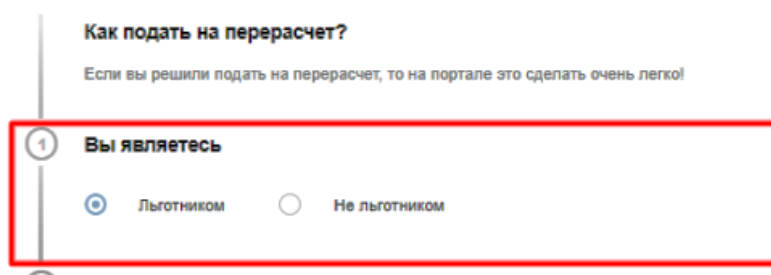 Как подать на перерасчет?
Если вы решили подать на перерасчет, то на портале это сделать очень легко!
1 Вы являетесь
Льготником Не льготником